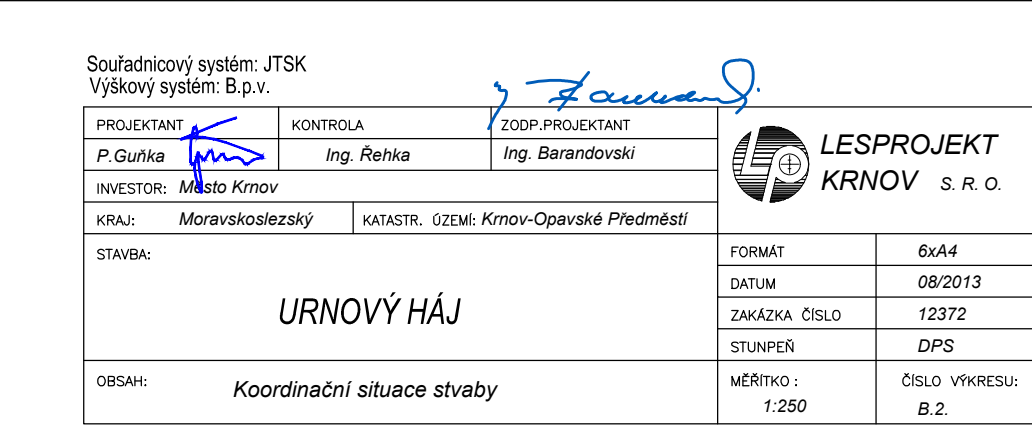 Souřadnicový systém: JTSK
Výškový systém: B.p.v.
PROJEKTANT KONTROLA ZODP.PROJEKTANT
P.Guňka Ing. Řehka Ing. Barandovski
LESPROJEKT
KRNOV S. R. O.
INVESTOR: Město Krnov
KRAJ: Moravskoslezský KATASTR. ÚZEMÍ: Krnov-Opavské Předměstí
STAVBA:
URNOVÝ HÁJ
FORMÁT 6xA4
DATUM 08/2013
ZAKÁZKA ČÍSLO 12372
STUNPEŇ DPS
OBSAH: Koordinační situace stvaby
MĚŘÍTKO : 1:250
ČÍSLO VÝKRESU: B.2.